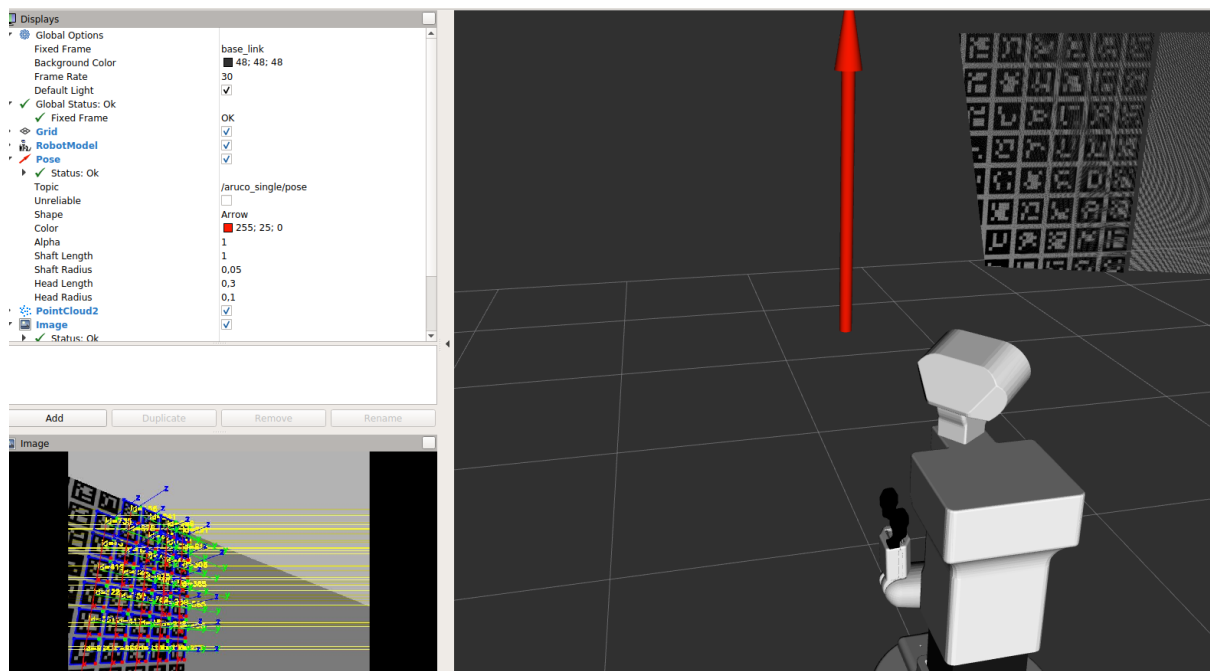 Displays
Global Options
Fixed Frame base_link
Background Color 48; 48; 48
Frame Rate 30
Default Light
Global Status: Ok
Fixed Frame OK
Grid
RobotModel
Pose
Status: Ok
Topic /aruco_single/pose
Unreliable
Shape Arrow
Color 255; 25; 0
Alpha 1
Shaft Length 1
Shaft Radius 0,05
Head Length 0,3
Head Radius 0,1
PointCloud2
Image
Status: Ok
Add Duplicate Remove Rename
Image